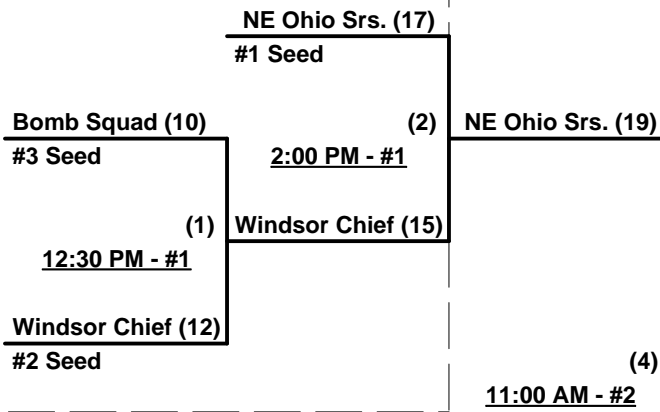 NE Ohio Srs. (17)
#1 Seed
Bomb Squad (10)
(2)
NE Ohio Srs. (19)
#3 Seed
2:00 PM - #1
(1)
Windsor Chief (15)
12:30 PM - #1
Windsor Chief (12)
#2 Seed
(4)
11:00 AM - #2